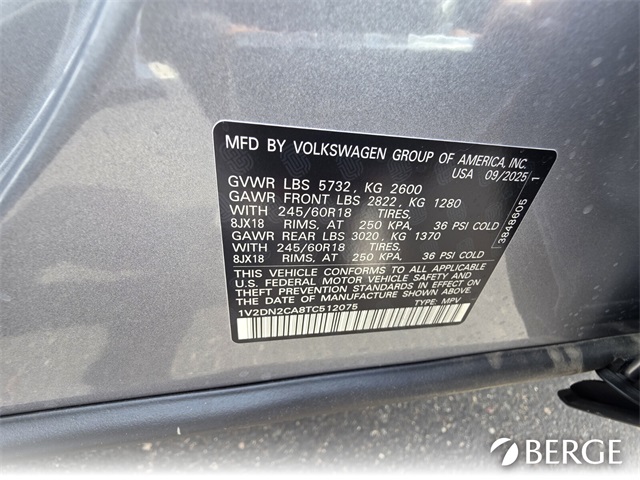 MFD BY VOLKSWAGEN GROUP OF AMERICA, INC.
USA 09/2025
GVWR LBS 5732, KG 2600
GAWR FRONT LBS 2822, KG 1280
WITH 245/60R18 TIRES,
8JX18 RIMS, AT 250 KPA, 36 PSI COLD
GAWR REAR LBS 3020, KG 1370
WITH 245/60R18 TIRES,
8JX18 RIMS, AT 250 KPA, 36 PSI COLD
THIS VEHICLE CONFORMS TO ALL APPLICABLE
U.S. FEDERAL MOTOR VEHICLE SAFETY AND
THEFT PREVENTION STANDARDS IN EFFECT ON
THE DATE OF MANUFACTURE SHOWN ABOVE.
1V2DN2CA8TC512075 TYPE: MPV
3848605
1
BERGE